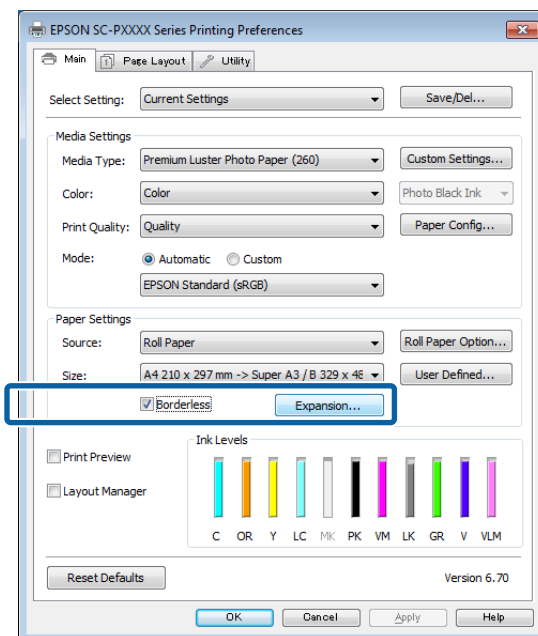 EPSON SC-PXXXX Series Printing Preferences
Main Page Layout Utility
Select Setting: Current Settings Save/Del...
Media Settings
Media Type: Premium Luster Photo Paper (260) Custom Settings...
Color: Color Photo Black Ink
Print Quality: Quality Paper Config...
Mode: Automatic Custom
EPSON Standard (sRGB)
Paper Settings
Source: Roll Paper Roll Paper Option...
Size: A4 210 x 297 mm -> Super A3 / B 329 x 48 User Defined...
Borderless Expansion...
Ink Levels
Print Preview
Layout Manager
C OR Y LC MK PK VM LK GR V VLM
Reset Defaults Version 6.70
OK Cancel Apply Help